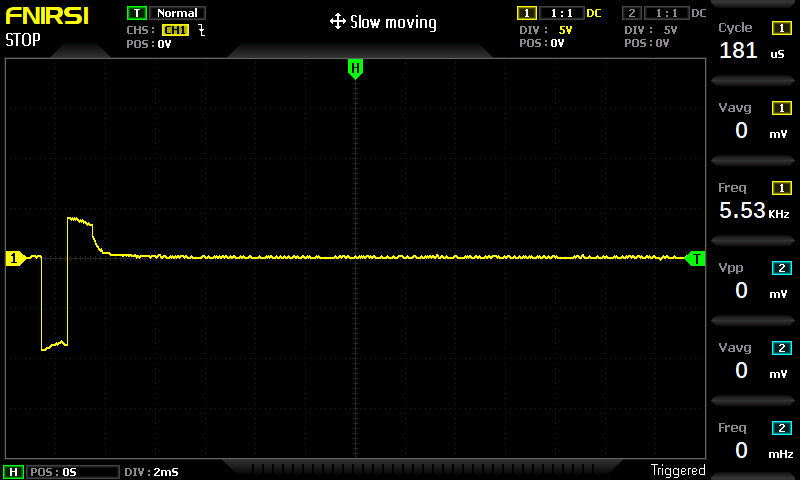 FNIRSI
STOP
T Normal
CHS: CH1
POS: 0V
Slow moving
1 1:1 DC
DIV: 5V
POS: 0V
2 1:1 DC
DIV: 5V
POS: 0V
H
1
T
Cycle 1
181 uS
Vavg 1
0 mV
Freq 1
5.53 KHz
Vpp 2
0 mV
Vavg 2
0 mV
Freq 2
0 mHz
H POS: 0S DIV: 2mS
Triggered